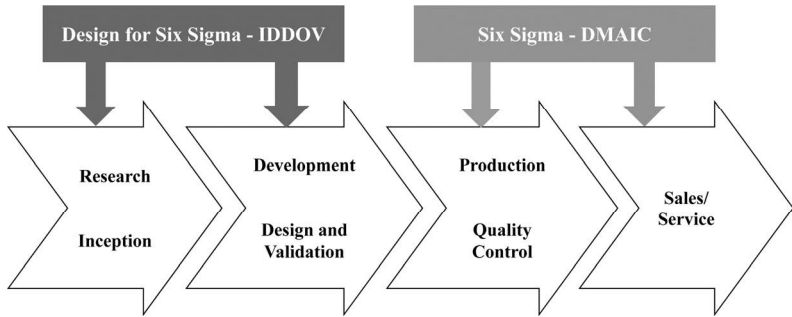 Design for Six Sigma - IDDOV
Six Sigma - DMAIC
Research
Inception
Development
Design and
Validation
Production
Quality
Control
Sales/
Service